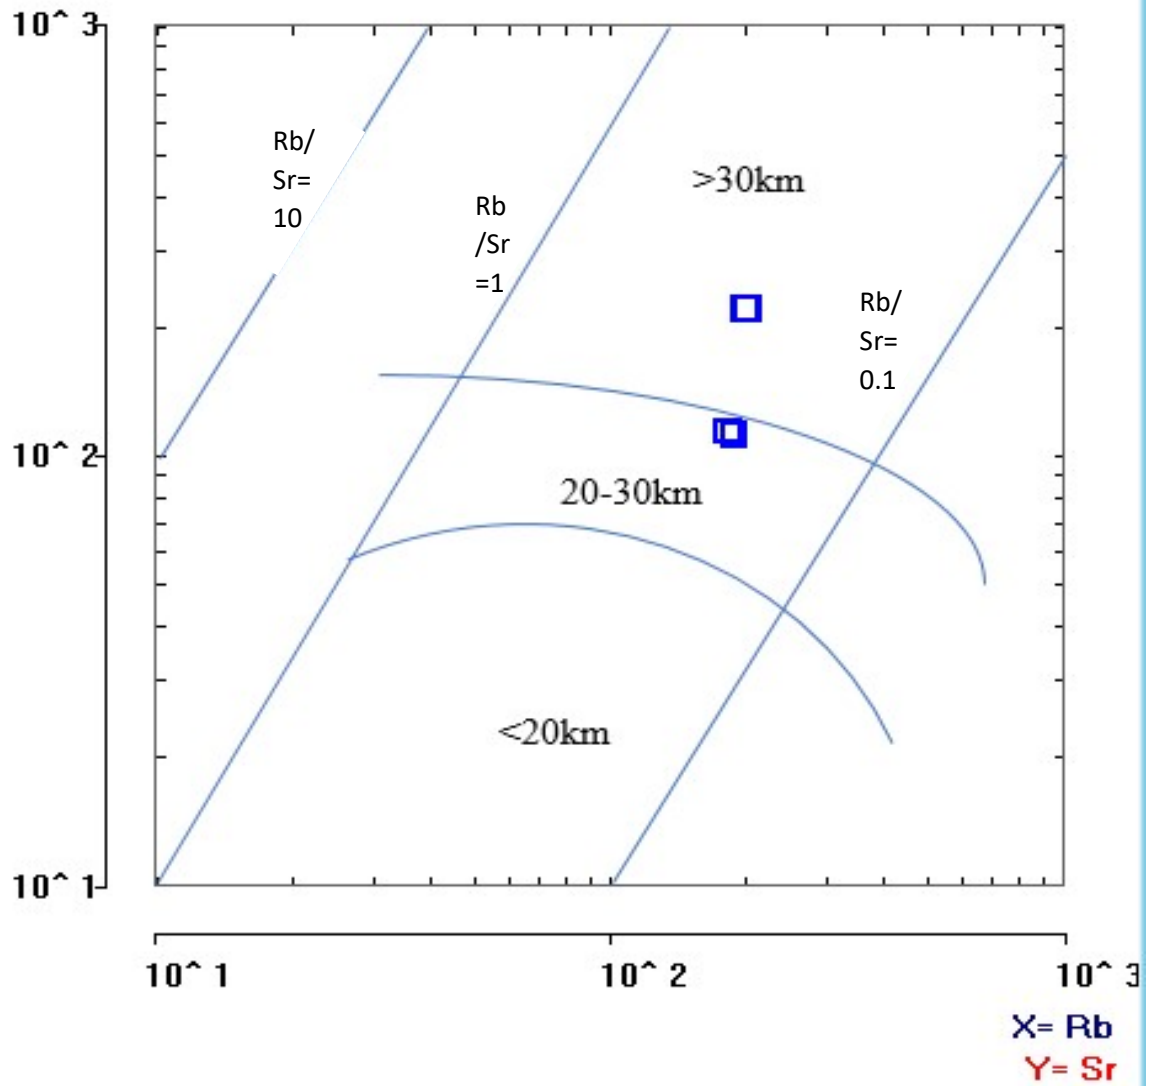 10^ 3
Rb/
Sr=
10
>30km
Rb
/Sr
=1
Rb/
Sr=
0.1
10^ 2
20-30km
<20km
10^ 1
10^ 1
10^ 2
10^ 3
X= Rb
Y= Sr